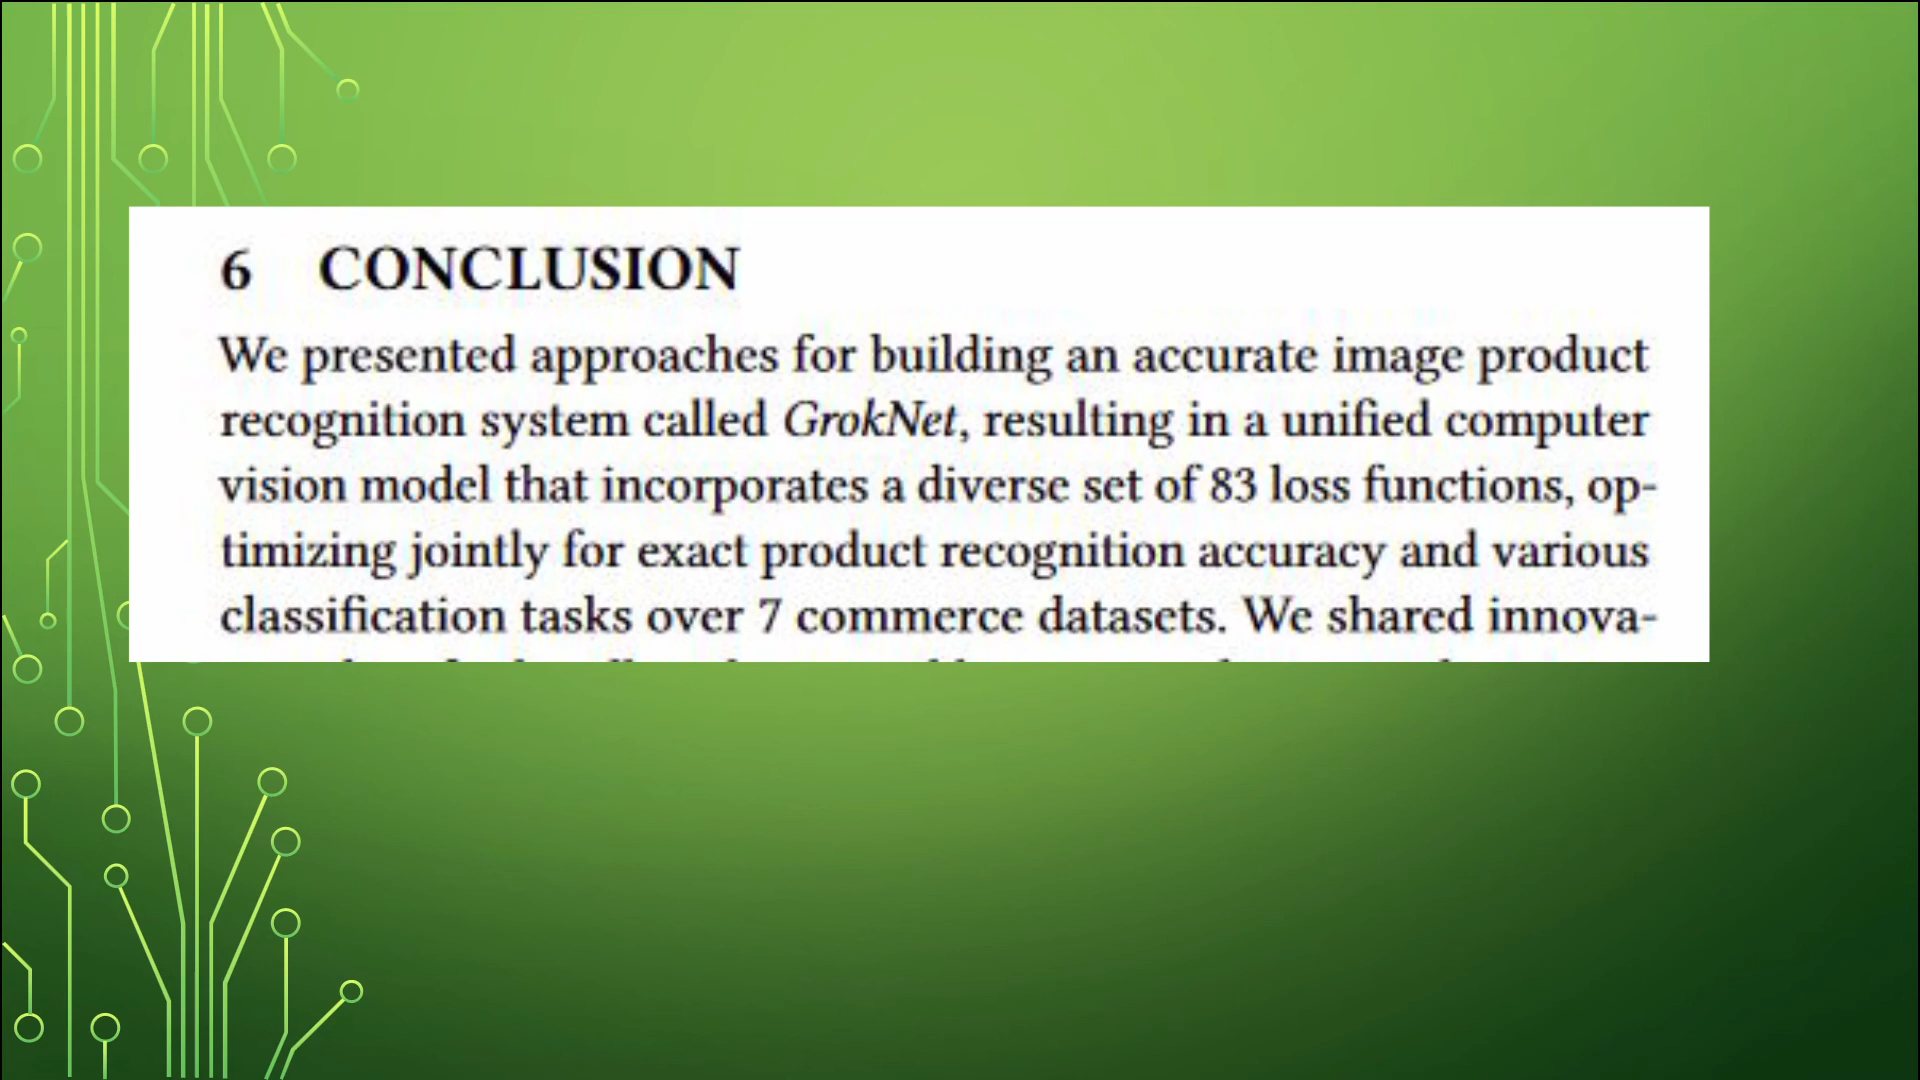 6 CONCLUSION
We presented approaches for building an accurate image product
recognition system called GrokNet, resulting in a unified computer
vision model that incorporates a diverse set of 83 loss functions, op-
timizing jointly for exact product recognition accuracy and various
classification tasks over 7 commerce datasets. We shared innova-